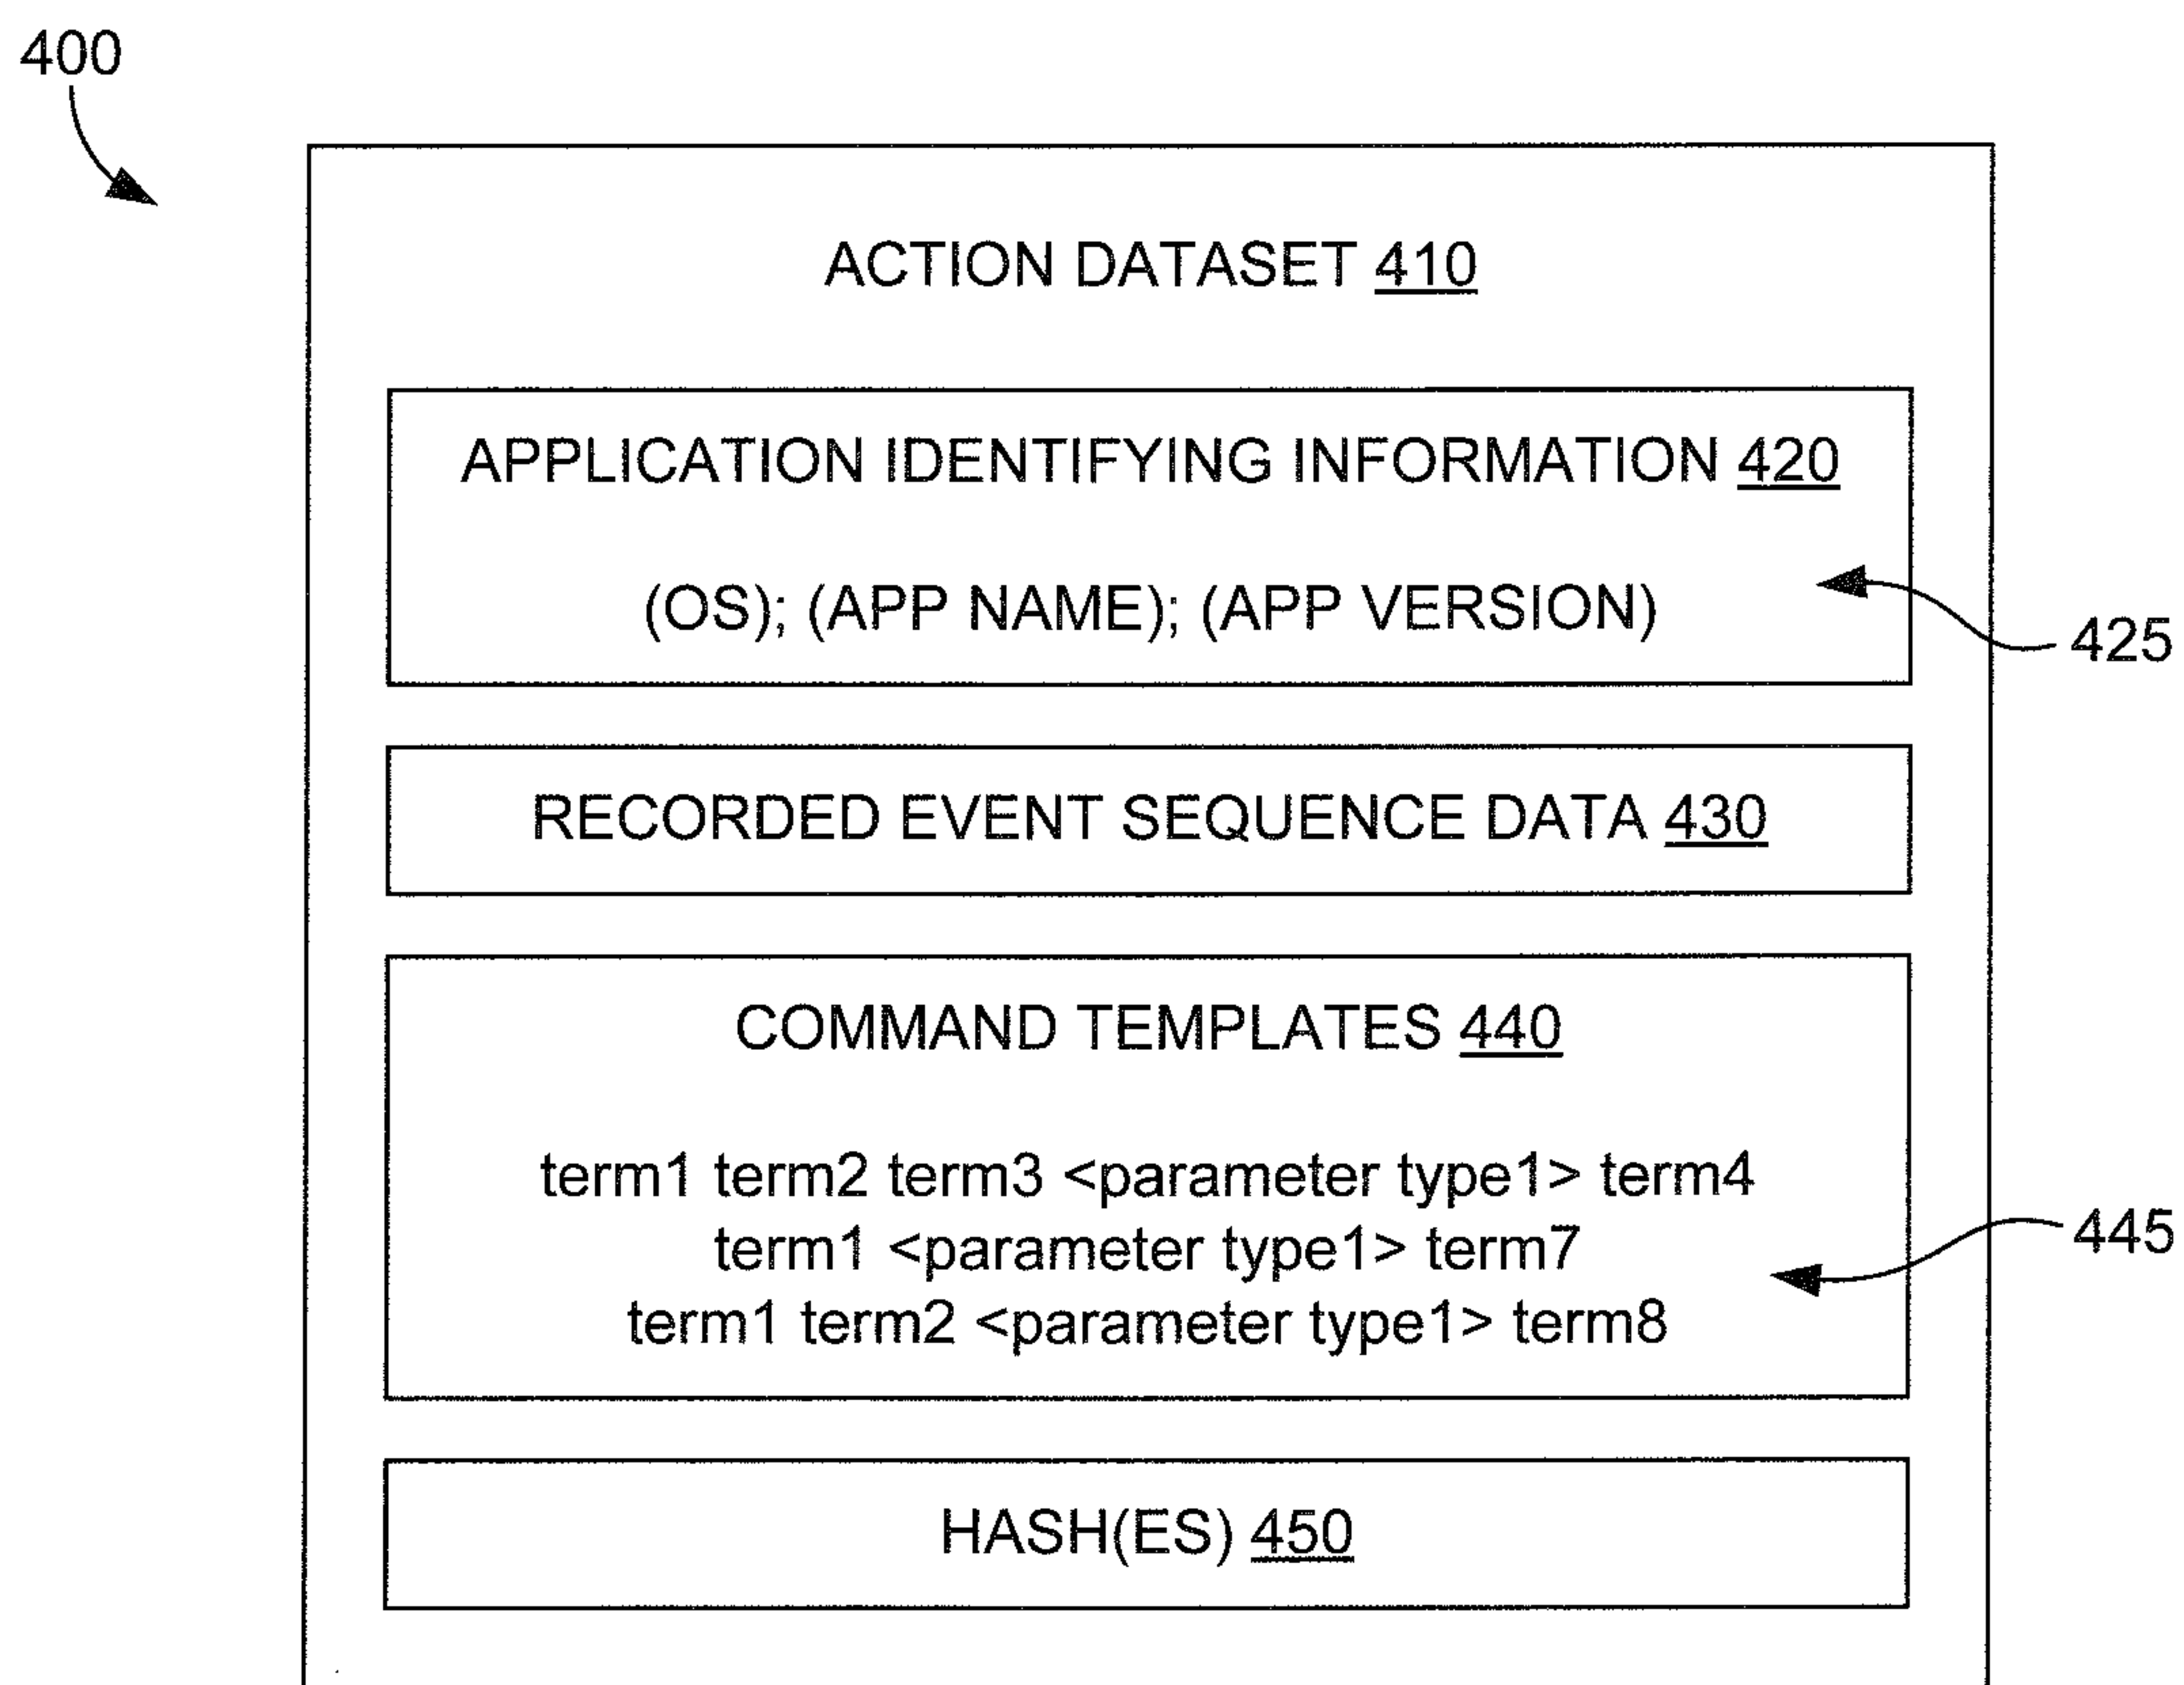 400
ACTION DATASET 410
APPLICATION IDENTIFYING INFORMATION 420
(OS); (APP NAME); (APP VERSION)
425
RECORDED EVENT SEQUENCE DATA 430
COMMAND TEMPLATES 440
term1 term2 term3 <parameter type1> term4
term1 <parameter type1> term7
445
term1 term2 <parameter type1> term8
HASH(ES) 450